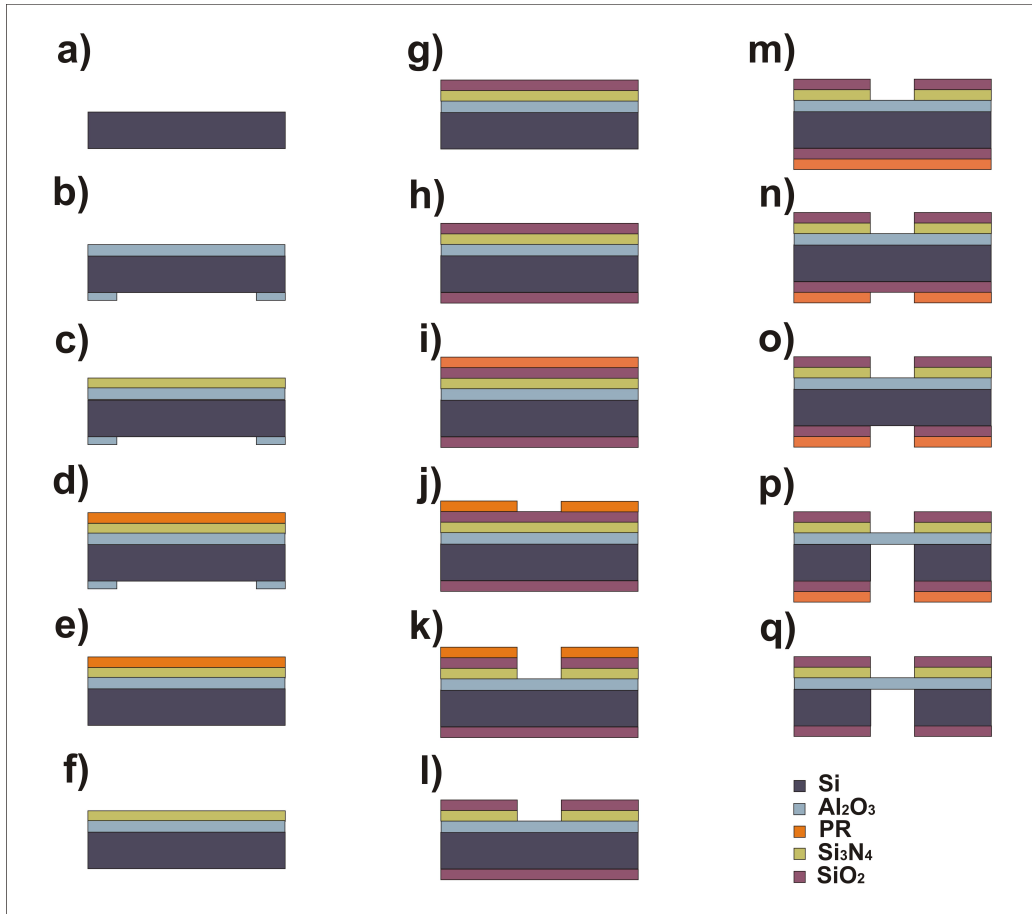 a)
b)
c)
d)
e)
f)
g)
h)
i)
j)
k)
l)
m)
n)
o)
p)
q)
Si
Al₂O₃
PR
Si₃N₄
SiO₂